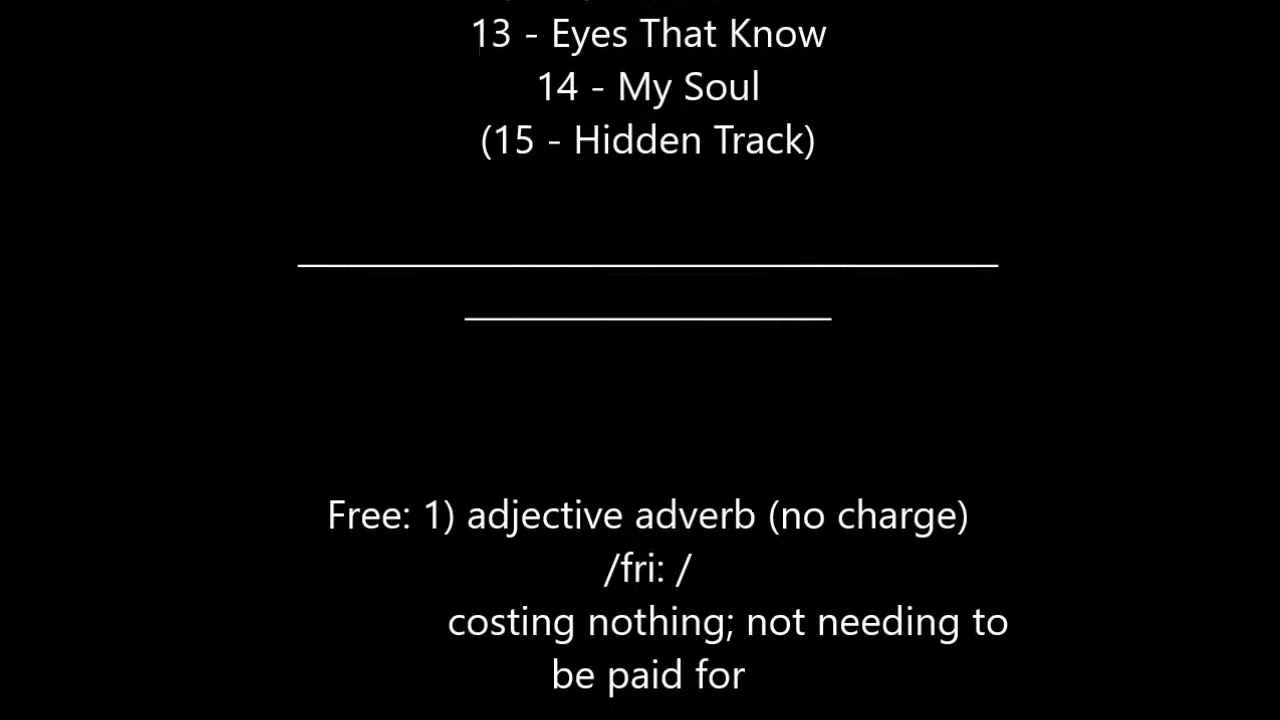 13 - Eyes That Know
14 - My Soul
(15 - Hidden Track)
Free: 1) adjective adverb (no charge)
/fri: /
costing nothing; not needing to
be paid for